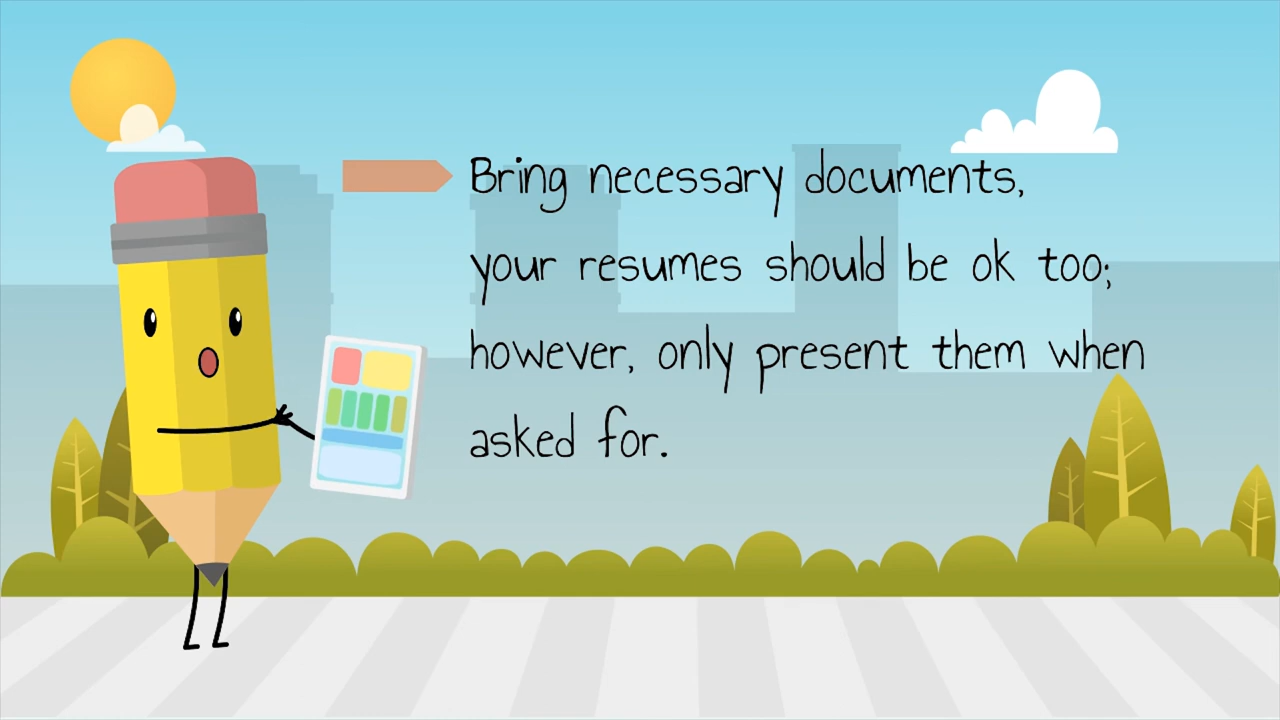 Bring necessary documents,
your resumes should be ok too;
however, only present them when
asked for.